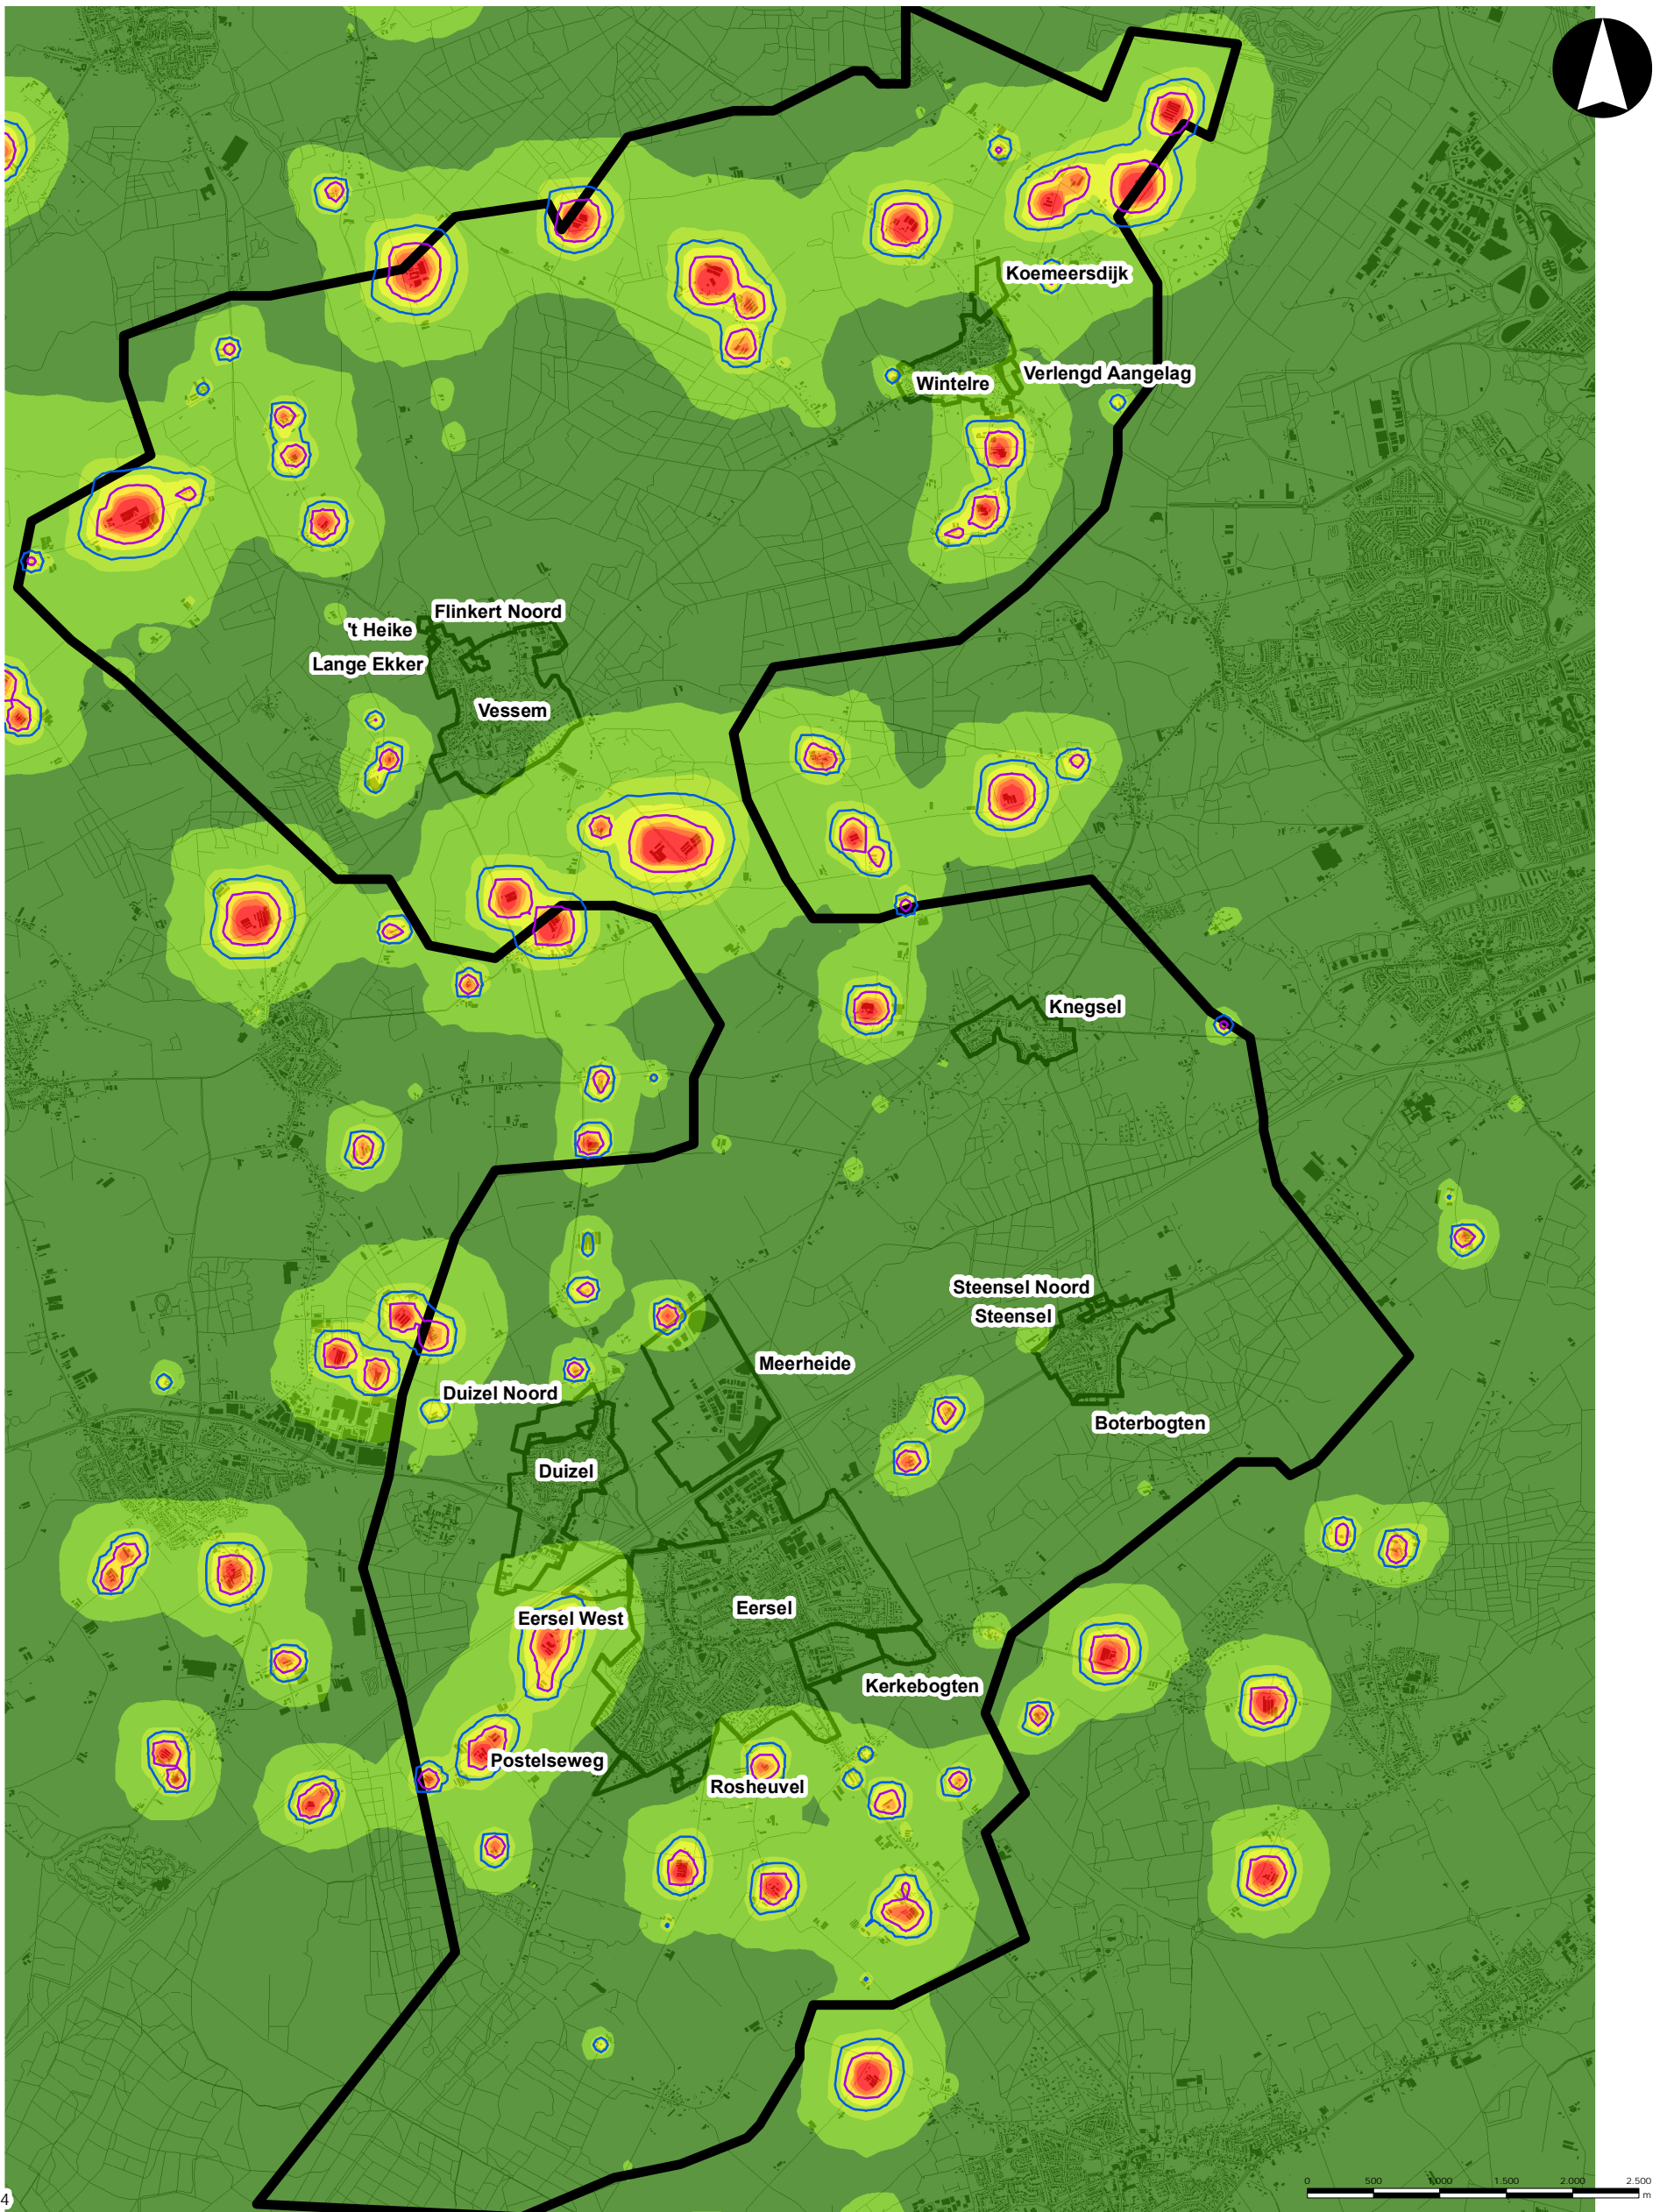 Koemeersdijk
Verlengd Aangelag
Wintelre
Flinkert Noord
't Heike
Lange Ekker
Vessem
Knegsel
Steensel Noord
Steensel
Meerheide
Duizel Noord
Boterbogten
Duizel
Eersel
Eersel West
Kerkebogten
Postelseweg
Rosheuvel
0 500 1.000 1.500 2.000 2.500
m
4